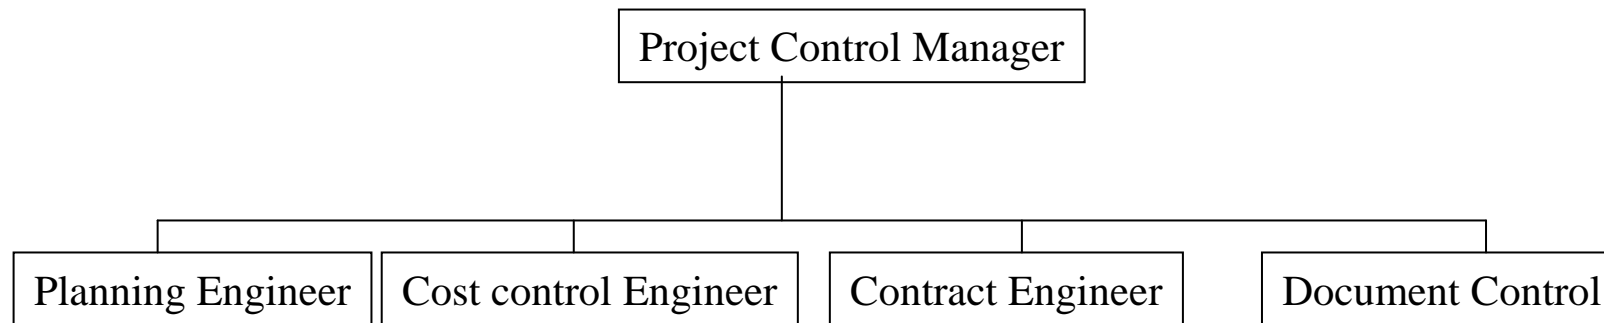 Project Control Manager
Planning Engineer
Cost control Engineer
Contract Engineer
Document Control